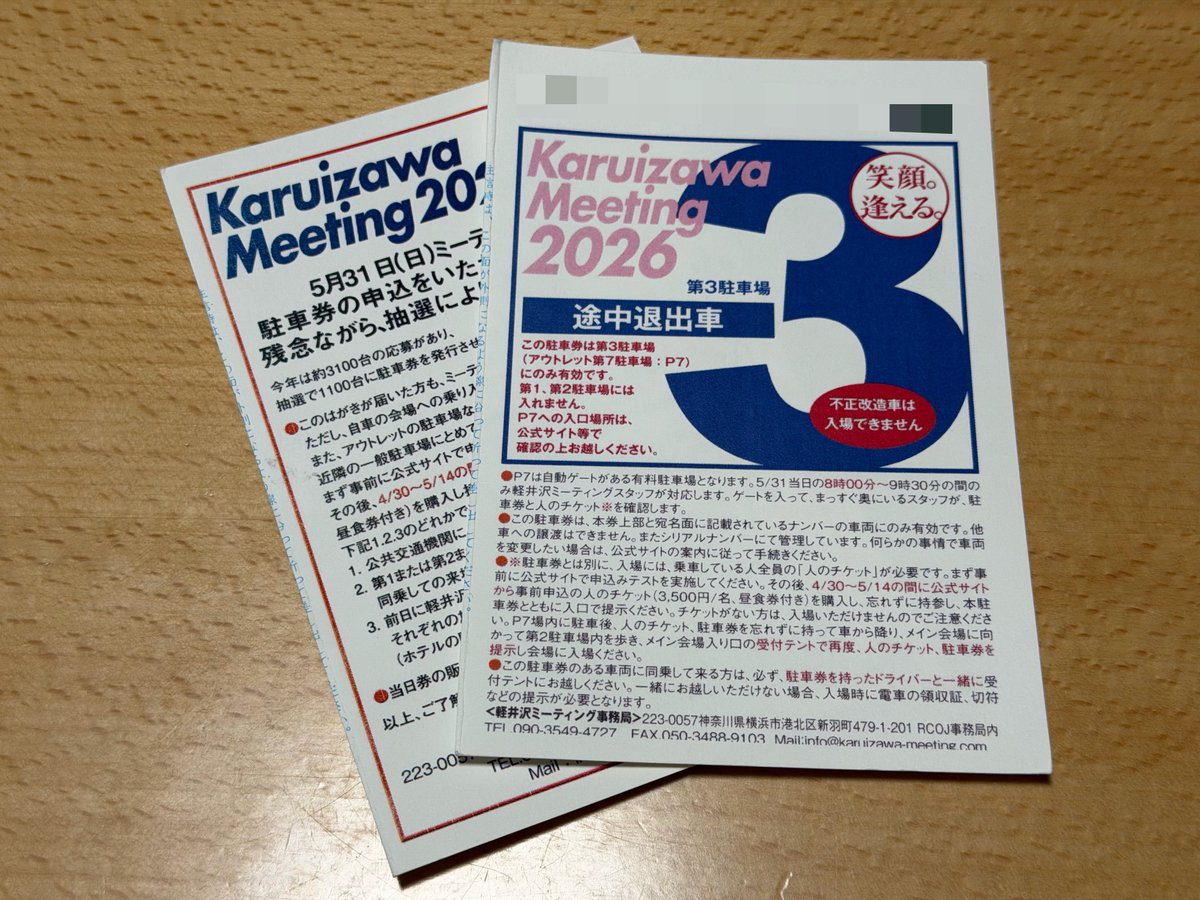 Karuizawa
Meeting 2026
第3駐車場
途中退出車
3
笑顔。
逢える。
この駐車券は第3駐車場
(アウトレット第7駐車場:P7)
にのみ有効です。
第1、第2駐車場には
入れません。
P7への入口場所は、
公式サイト等で
確認の上お越しください。
不正改造車は
入場できません
●P7は自動ゲートがある有料駐車場となります。5/31当日の8時00分〜9時30分の間の
み軽井沢ミーティングスタッフが対応します。ゲートを入って、まっすぐ奥にいるスタッフが、駐
車券と人のチケット※を確認します。
●この駐車券は、本券上部と宛名面に記載されているナンバーの車両にのみ有効です。他
車への譲渡はできません。またシリアルナンバーにて管理しています。何らかの事情で車両
を変更したい場合は、公式サイトの案内に従って手続きください。
●※駐車券とは別に、入場には、乗車している人全員の「人のチケット」が必要です。まず事
前に公式サイトで申込みテストを実施してください。その後、4/30〜5/14の間に公式サイト
から事前申込の人のチケット(3,500円/名、昼食券付き)を購入し、忘れずに持参し、本駐
車券とともに入口で提示ください。チケットがない方は、入場いただけませんのでご注意くださ
い。P7場内に駐車後、人のチケット、駐車券を忘れずに持って車から降り、メイン会場に向
かって第2駐車場内を歩き、メイン会場入り口の受付テントで再度、人のチケット、駐車券を
提示し会場に入場ください。
●この駐車券のある車両に同乗して来る方は、必ず、駐車券を持ったドライバーと一緒に受
付テントにお越しください。一緒にお越しいただけない場合、入場時に電車の領収証、切符
などの提示が必要となります。
<軽井沢ミーティング事務局>223-0057神奈川県横浜市港北区新羽町479-1-201 RCOJ事務局内
TEL.090-3549-4727 FAX.050-3488-9103 Mail:info@karuizawa-meeting.com
Karuizawa
Meeting 202
5月31日(日)ミーテ
駐車券の申込をいた
残念ながら、抽選によ
今年は約3100台の応募があり、
抽選で1100台に駐車券を発行させ
●このはがきが届いた方も、ミーテ
ただし、自車の会場への乗り入
また、アウトレットの駐車場な
近隣の一般駐車場にとめて
まず事前に公式サイトで申
その後、4/30〜5/14の間
昼食券付き)を購入し
下記1.2.3のどれかで
1. 公共交通機関に
2. 第1または第2ま
同乗しての来
3. 前日に軽井沢
それぞれの
(ホテルの
●当日券の販
以上、ご了解
223-0057
TEL.
Mail: